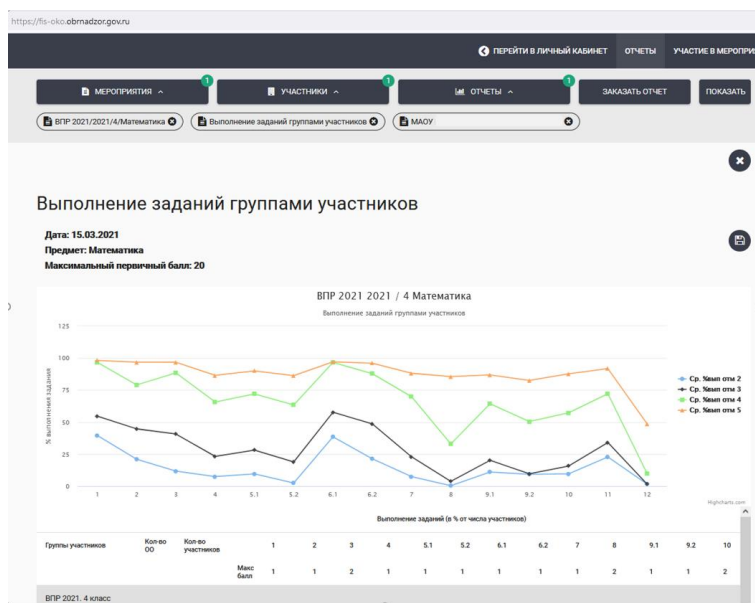 https://fis-oko.obrnadzor.gov.ru
ПЕРЕЙТИ В ЛИЧНЫЙ КАБИНЕТ ОТЧЕТЫ УЧАСТИЕ В МЕРОПРИ
МЕРОПРИЯТИЯ 1 УЧАСТНИКИ 1 ОТЧЕТЫ 1 ЗАКАЗАТЬ ОТЧЕТ ПОКАЗАТЬ
ВПР 2021/2021/4/Математика Выполнение заданий группами участников МАОУ
Выполнение заданий группами участников
Дата: 15.03.2021
Предмет: Математика
Максимальный первичный балл: 20
ВПР 2021 2021 / 4 Математика
Выполнение заданий группами участников
% выполнения задания
125
100
75
50
25
0
1 2 3 4 5.1 5.2 6.1 6.2 7 8 9.1 9.2 10 11 12
Ср. %вып отм 2
Ср. %вып отм 3
Ср. %вып отм 4
Ср. %вып отм 5
Highcharts.com
Выполнение заданий (в % от числа участников)
Группы участников Кол-во ОО Кол-во участников 1 2 3 4 5.1 5.2 6.1 6.2 7 8 9.1 9.2 10
Макс балл 1 1 2 1 1 1 1 1 1 2 1 1 2
ВПР 2021. 4 класс